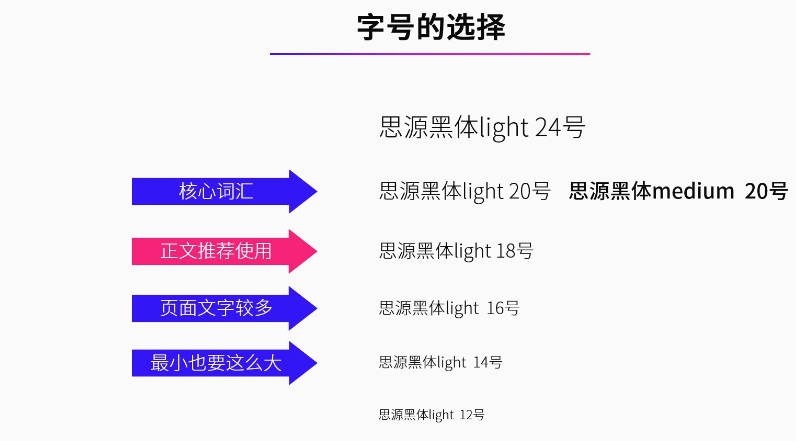 字号的选择
思源黑体light 24号
核心词汇 思源黑体light 20号 思源黑体medium 20号
正文推荐使用 思源黑体light 18号
页面文字较多 思源黑体light 16号
最小也要这么大 思源黑体light 14号
思源黑体light 12号